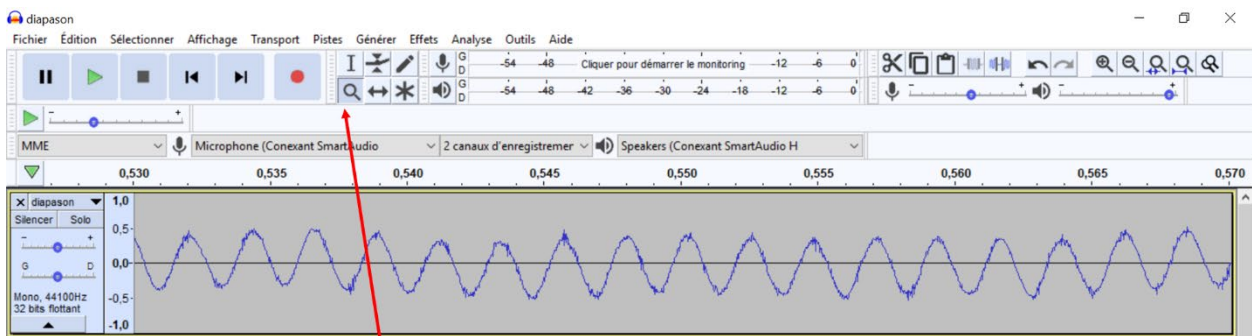 diapason
Fichier Édition Sélectionner Affichage Transport Pistes Générer Effets Analyse Outils Aide
G
D
-54 -48 Cliquer pour démarrer le monitoring -12 -6 0
G
D
-54 -48 -42 -36 -30 -24 -18 -12 -6 0
- +
- +
- +
MME Microphone (Conexant SmartAudio 2 canaux d'enregistremer Speakers (Conexant SmartAudio H
0,530 0,535 0,540 0,545 0,550 0,555 0,560 0,565 0,570
X diapason 1,0
Silencer Solo
0,5
- +
G D
0,0
Mono, 44100Hz
-0,5
32 bits flottant
-1,0